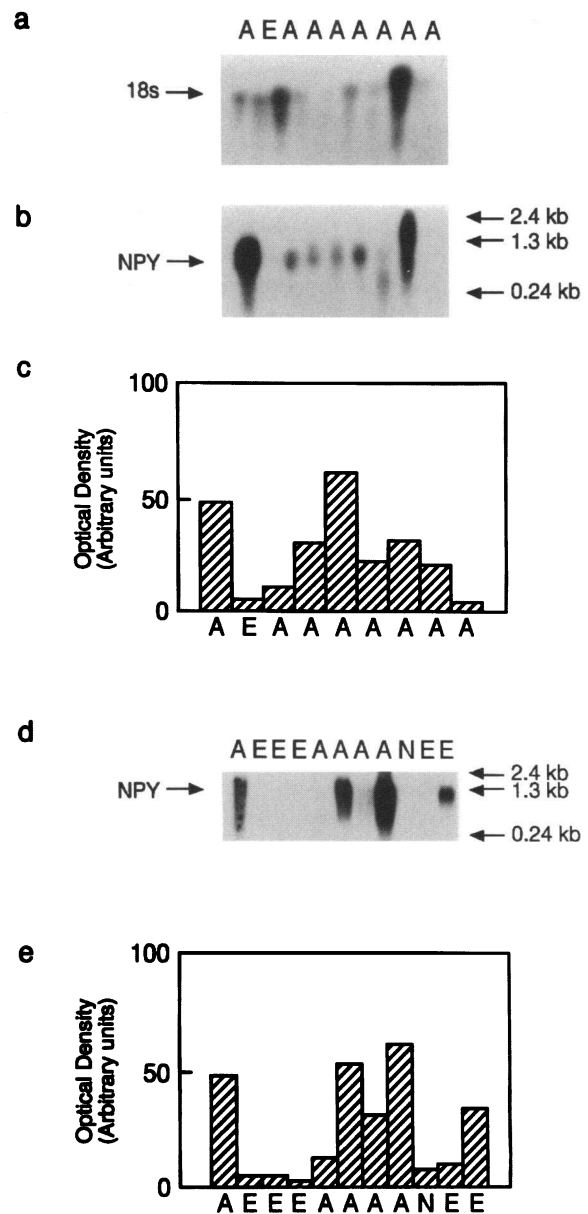 a
A E A A A A A A A
18s
b
NPY
2.4 kb
1.3 kb
0.24 kb
c
100
50
0
Optical Density
(Arbitrary units)
A E A A A A A A A
d
A E E E A A A A N E E
NPY
2.4 kb
1.3 kb
0.24 kb
e
100
50
0
Optical Density
(Arbitrary units)
A E E E A A A A N E E